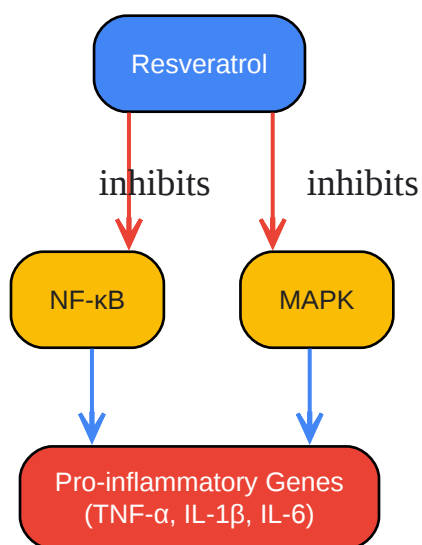 Resveratrol
inhibits
inhibits
NF-κB
MAPK
Pro-inflammatory Genes
(TNF-α, IL-1β, IL-6)